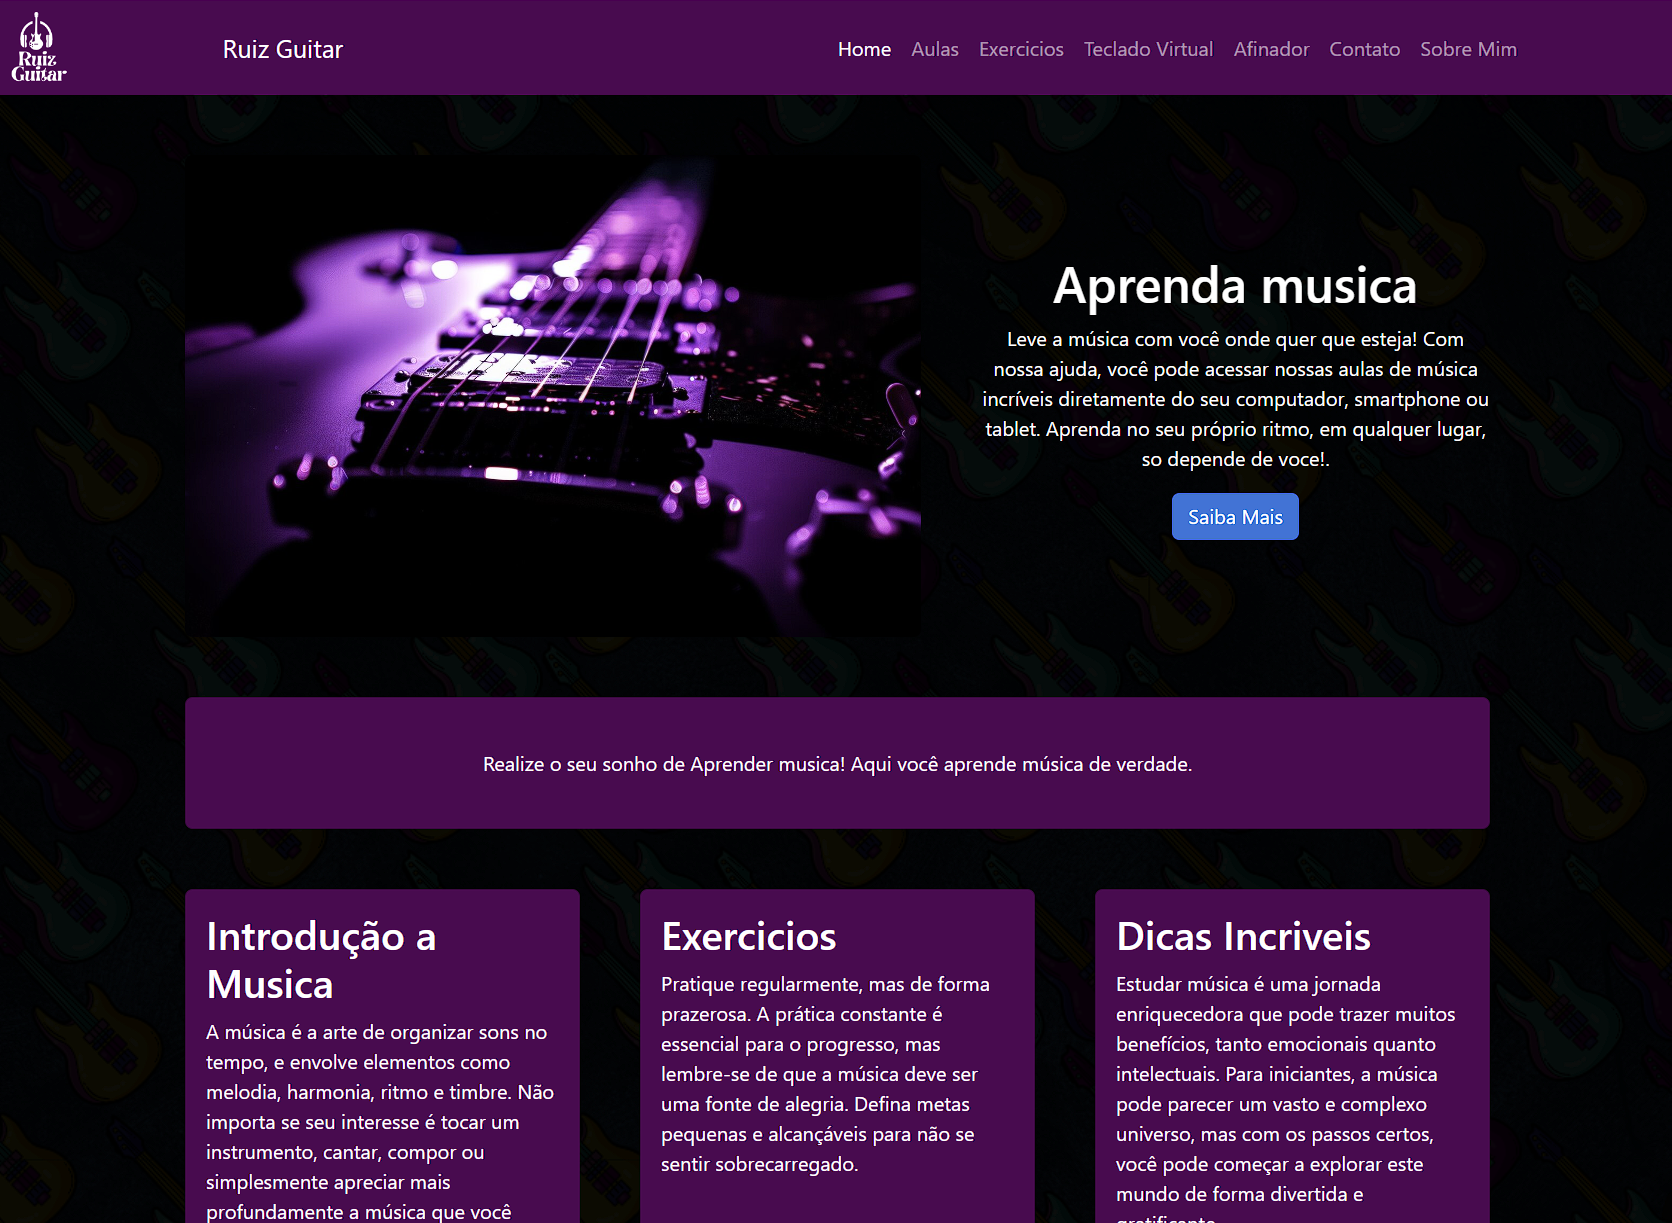 Ruiz
Guitar
Ruiz Guitar
Home Aulas Exercicios Teclado Virtual Afinador Contato Sobre Mim
Aprenda musica
Leve a música com você onde quer que esteja! Com
nossa ajuda, você pode acessar nossas aulas de música
incríveis diretamente do seu computador, smartphone ou
tablet. Aprenda no seu próprio ritmo, em qualquer lugar,
so depende de voce!.
Saiba Mais
Realize o seu sonho de Aprender musica! Aqui você aprende música de verdade.
Introdução a
Musica
A música é a arte de organizar sons no
tempo, e envolve elementos como
melodia, harmonia, ritmo e timbre. Não
importa se seu interesse é tocar um
instrumento, cantar, compor ou
simplesmente apreciar mais
profundamente a música que você
Exercicios
Pratique regularmente, mas de forma
prazerosa. A prática constante é
essencial para o progresso, mas
lembre-se de que a música deve ser
uma fonte de alegria. Defina metas
pequenas e alcançáveis para não se
sentir sobrecarregado.
Dicas Incriveis
Estudar música é uma jornada
enriquecedora que pode trazer muitos
benefícios, tanto emocionais quanto
intelectuais. Para iniciantes, a música
pode parecer um vasto e complexo
universo, mas com os passos certos,
você pode começar a explorar este
mundo de forma divertida e